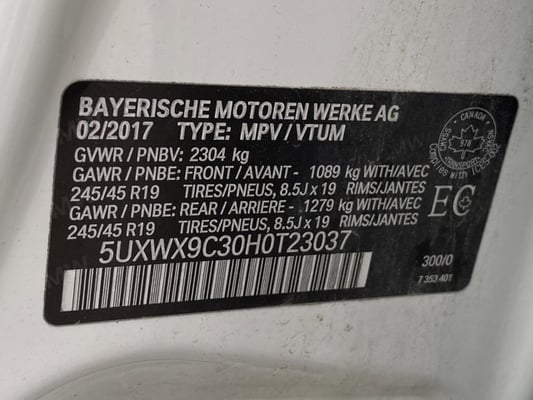 BAYERISCHE MOTOREN WERKE AG
02/2017 TYPE: MPV / VTUM
GVWR / PNBV: 2304 kg
GAWR / PNBE: FRONT / AVANT - 1089 kg WITH/AVEC
245/45 R19 TIRES/PNEUS, 8.5J x 19 RIMS/JANTES
GAWR / PNBE: REAR / ARRIERE - 1279 kg WITH/AVEC
245/45 R19 TIRES/PNEUS, 8.5J x 19 RIMS/JANTES
5UXWX9C30H0T23037
CANADA
978
TRANSPORT
EC
300/0
7 353 401